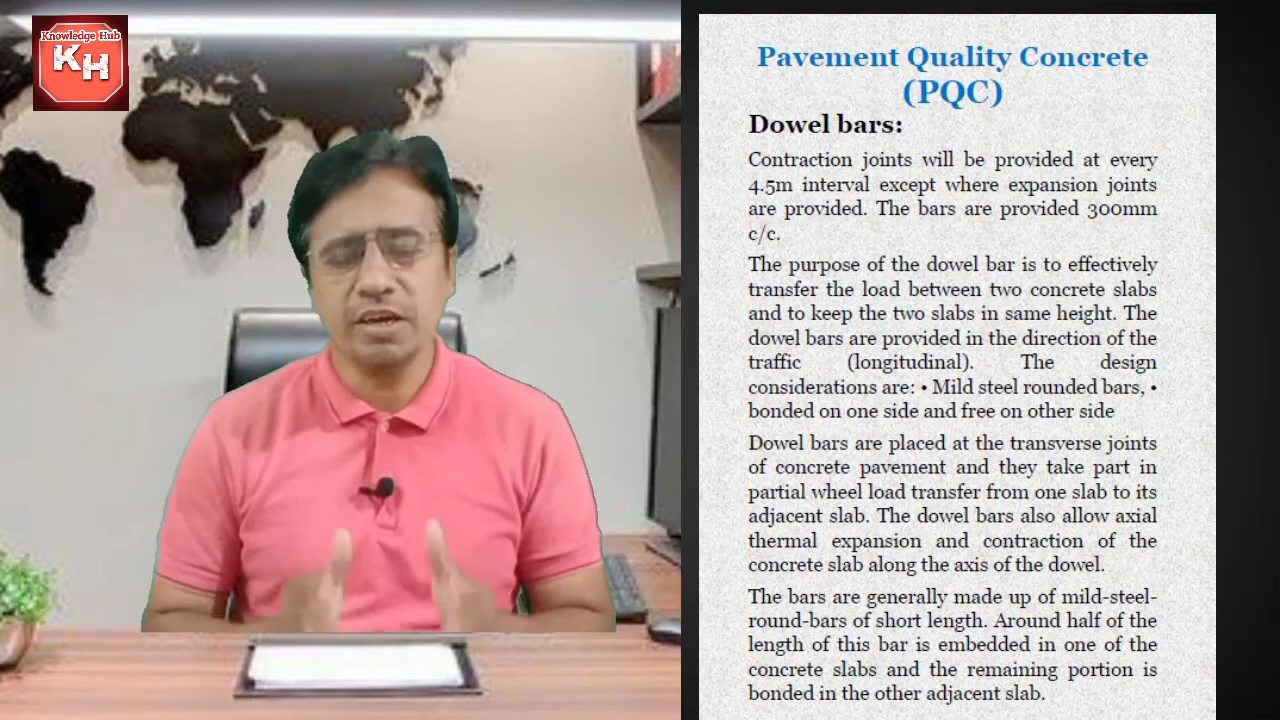 Knowledge Hub
KH
Pavement Quality Concrete
(PQC)
Dowel bars:
Contraction joints will be provided at every
4.5m interval except where expansion joints
are provided. The bars are provided 300mm
c/c.
The purpose of the dowel bar is to effectively
transfer the load between two concrete slabs
and to keep the two slabs in same height. The
dowel bars are provided in the direction of the
traffic (longitudinal). The design
considerations are: • Mild steel rounded bars, •
bonded on one side and free on other side
Dowel bars are placed at the transverse joints
of concrete pavement and they take part in
partial wheel load transfer from one slab to its
adjacent slab. The dowel bars also allow axial
thermal expansion and contraction of the
concrete slab along the axis of the dowel.
The bars are generally made up of mild-steel-
round-bars of short length. Around half of the
length of this bar is embedded in one of the
concrete slabs and the remaining portion is
bonded in the other adjacent slab.